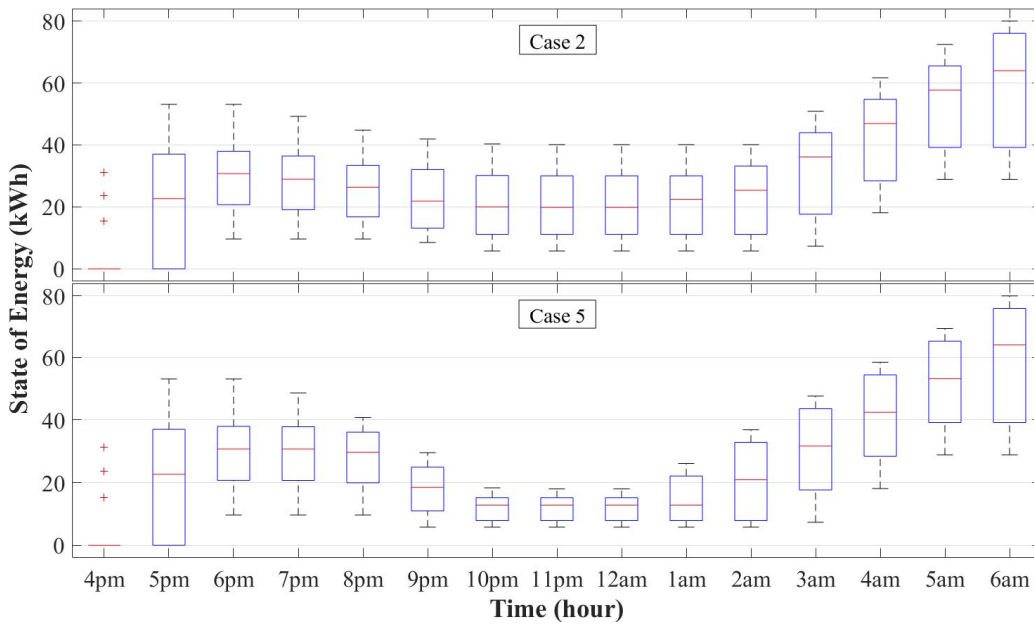 80
Case 2
60
40
20
0
State of Energy (kWh)
80
Case 5
60
40
20
0
4pm 5pm 6pm 7pm 8pm 9pm 10pm 11pm 12am 1am 2am 3am 4am 5am 6am
Time (hour)